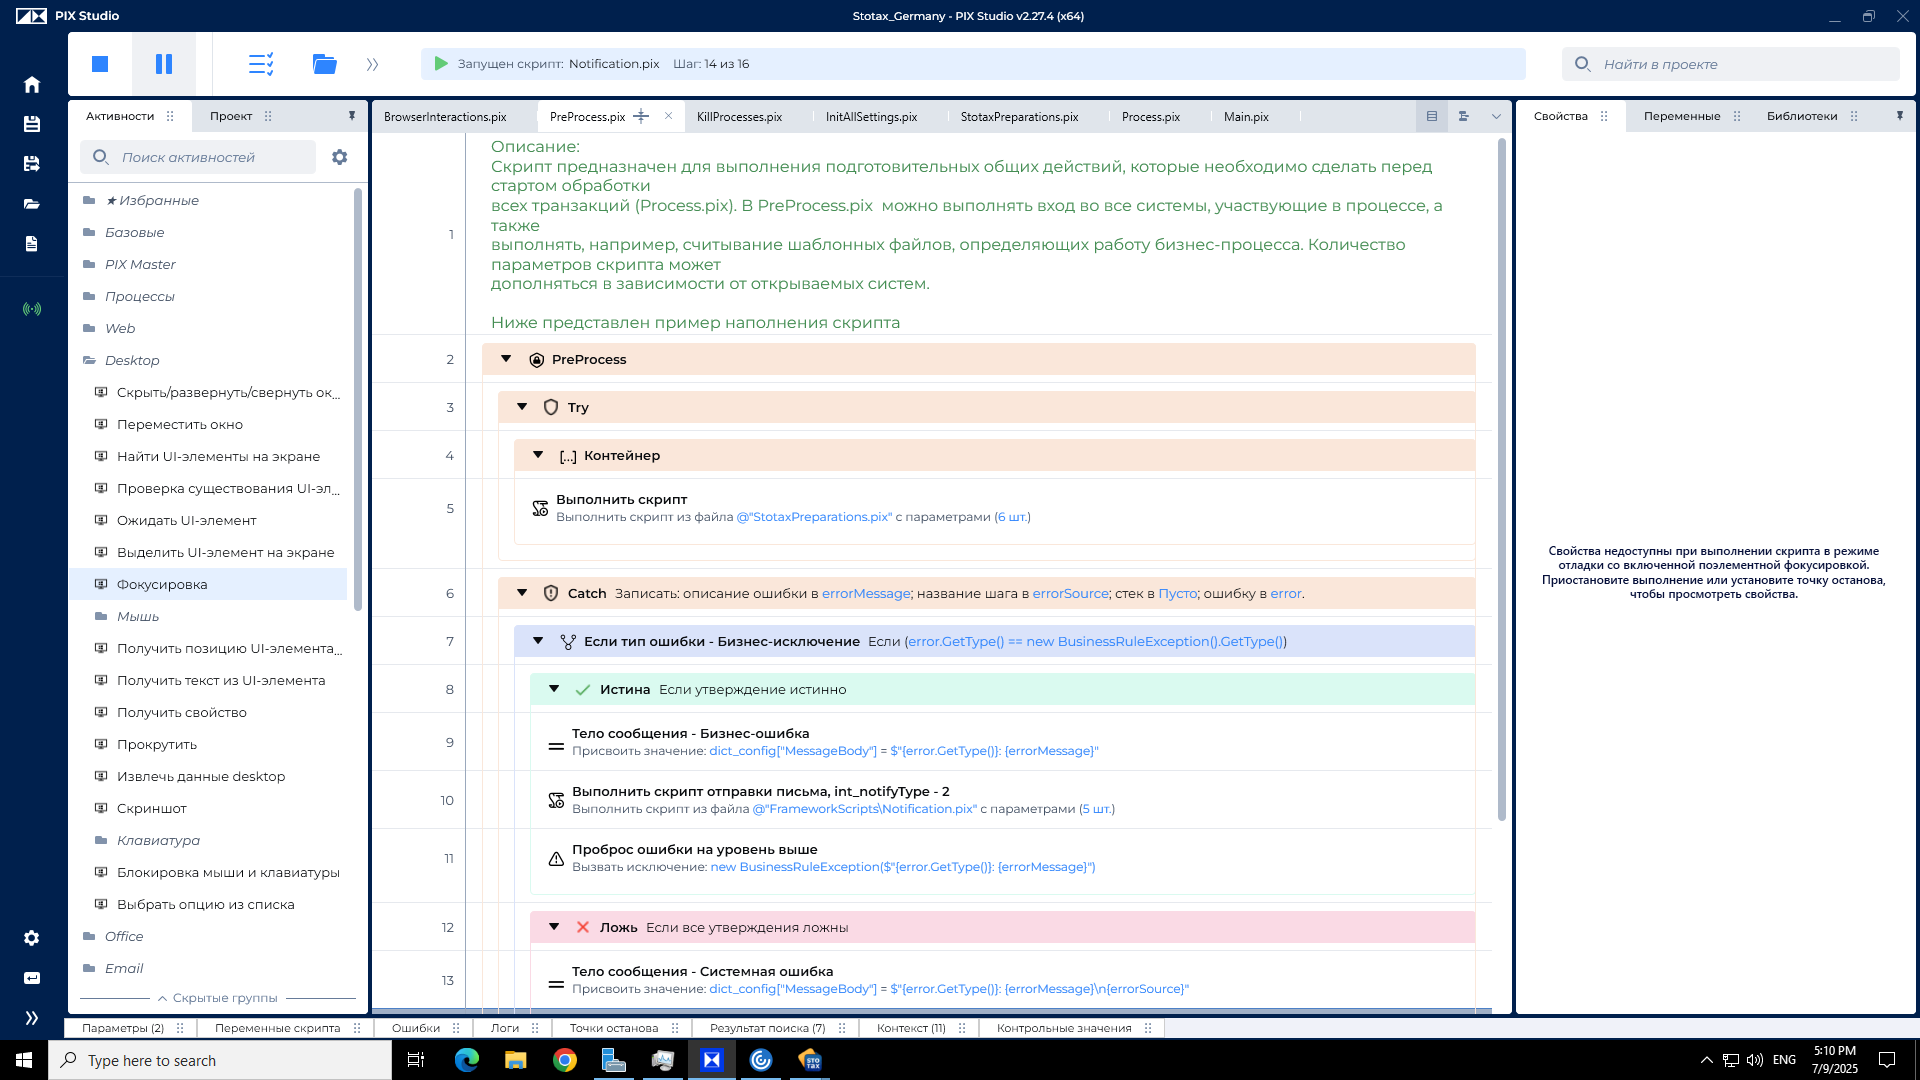 PIX Studio
Stotax_Germany - PIX Studio v2.27.4 (x64)
Запущен скрипт: Notification.pix Шаг: 14 из 16
Найти в проекте
Активности
Проект
BrowserInteractions.pix
PreProcess.pix
KillProcesses.pix
InitAllSettings.pix
StotaxPreparations.pix
Process.pix
Main.pix
Свойства
Переменные
Библиотеки
Поиск активностей
★ Избранные
Базовые
PIX Master
Процессы
Web
Desktop
Скрыть/развернуть/свернуть ок...
Переместить окно
Найти UI-элементы на экране
Проверка существования UI-эл...
Ожидать UI-элемент
Выделить UI-элемент на экране
Фокусировка
Мышь
Получить позицию UI-элемента...
Получить текст из UI-элемента
Получить свойство
Прокрутить
Извлечь данные desktop
Скриншот
Клавиатура
Блокировка мыши и клавиатуры
Выбрать опцию из списка
Office
Email
Скрытые группы
1
Описание:
Скрипт предназначен для выполнения подготовительных общих действий, которые необходимо сделать перед
стартом обработки
всех транзакций (Process.pix). В PreProcess.pix можно выполнять вход во все системы, участвующие в процессе, а
также
выполнять, например, считывание шаблонных файлов, определяющих работу бизнес-процесса. Количество
параметров скрипта может
дополняться в зависимости от открываемых систем.
Ниже представлен пример наполнения скрипта
2 PreProcess
3 Try
4 [...] Контейнер
5 Выполнить скрипт
Выполнить скрипт из файла @"StotaxPreparations.pix" с параметрами (6 шт.)
6 Catch Записать: описание ошибки в errorMessage; название шага в errorSource; стек в Пусто; ошибку в error.
7 Если тип ошибки - Бизнес-исключение Если (error.GetType() == new BusinessRuleException().GetType())
8 Истина Если утверждение истинно
9 Тело сообщения - Бизнес-ошибка
Присвоить значение: dict_config["MessageBody"] = $"{error.GetType()}: {errorMessage}"
10 Выполнить скрипт отправки письма, int_notifyType - 2
Выполнить скрипт из файла @"FrameworkScripts\Notification.pix" с параметрами (5 шт.)
11 Проброс ошибки на уровень выше
Вызвать исключение: new BusinessRuleException($"{error.GetType()}: {errorMessage}")
12 Ложь Если все утверждения ложны
13 Тело сообщения - Системная ошибка
Присвоить значение: dict_config["MessageBody"] = $"{error.GetType()}: {errorMessage}\n{errorSource}"
Свойства недоступны при выполнении скрипта в режиме
отладки со включенной поэлементной фокусировкой.
Приостановите выполнение или установите точку останова,
чтобы просмотреть свойства.
Параметры (2)
Переменные скрипта
Ошибки
Логи
Точки останова
Результат поиска (7)
Контекст (11)
Контрольные значения
Type here to search
STO
TAX
ENG
5:10 PM
7/9/2025